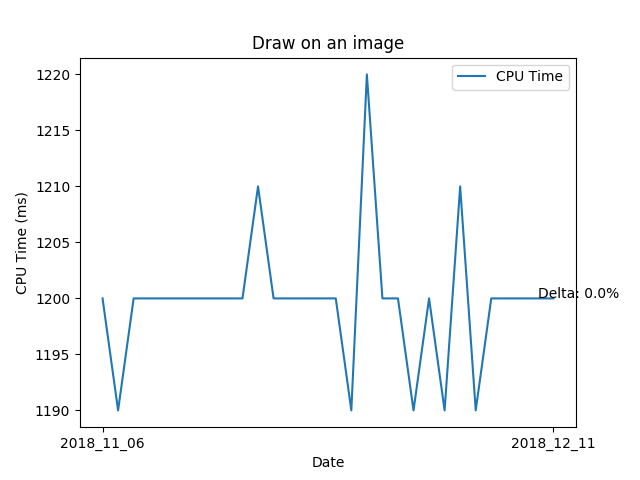 Draw on an image
CPU Time
1220
1215
1210
1205
1200
1195
1190
CPU Time (ms)
Delta: 0.0%
2018_11_06
2018_12_11
Date